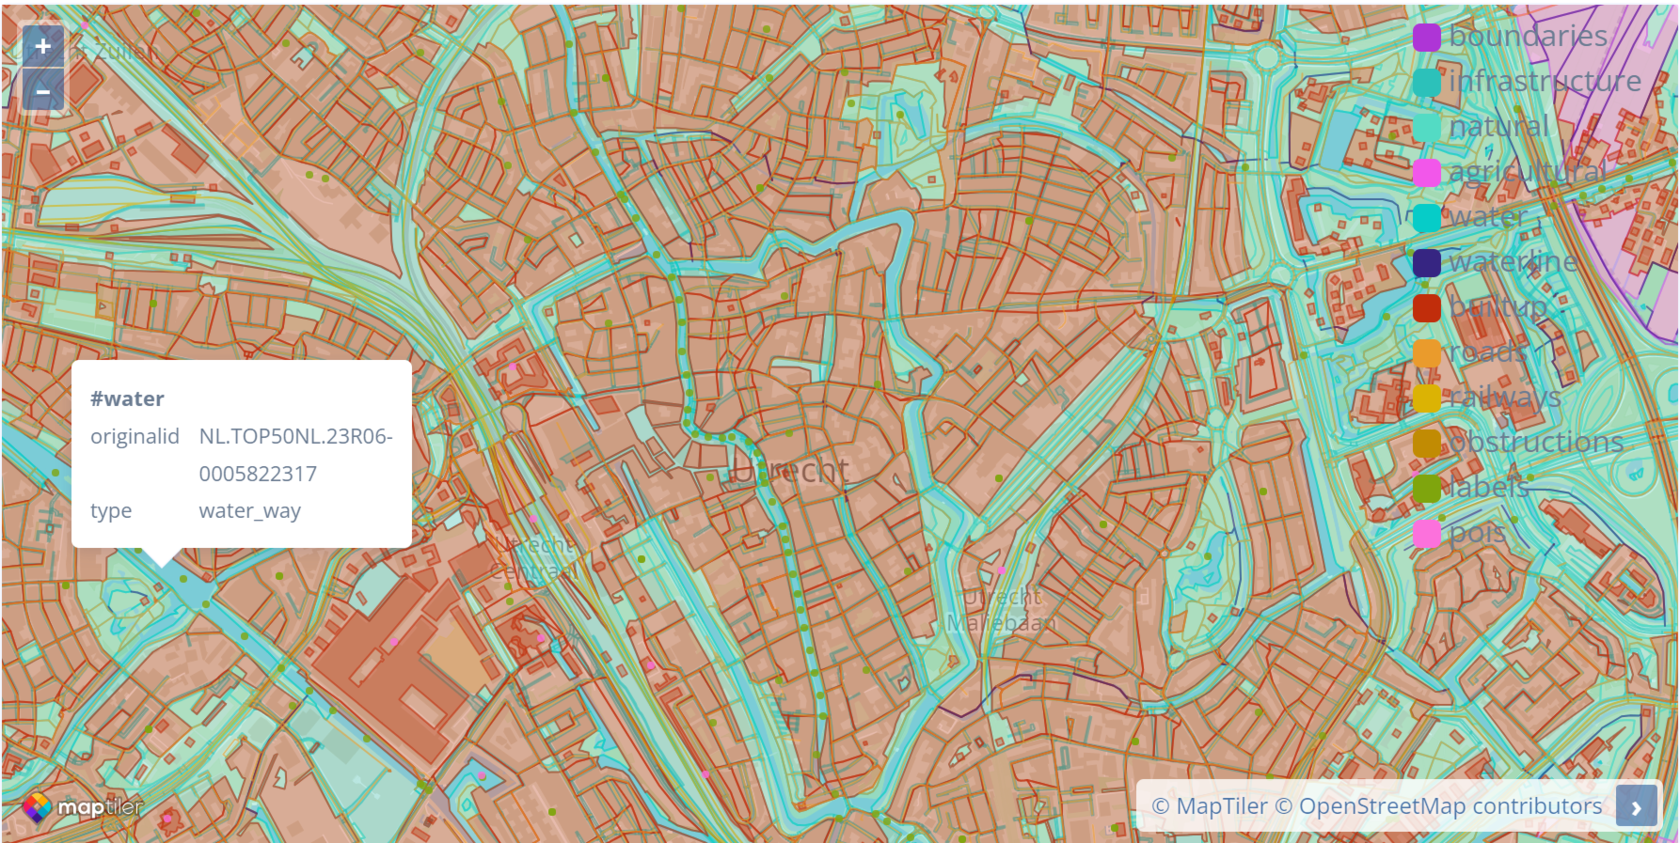 +
ht Zuilen
−
boundaries
infrastructure
natural
agricultural
water
waterline
builtup
roads
railways
obstructions
labels
pois
#water
originalid NL.TOP50NL.23R06-
0005822317
type water_way
Utrecht
Utrecht
Centraal
Utrecht
Maliebaan
maptiler
© MapTiler © OpenStreetMap contributors ›